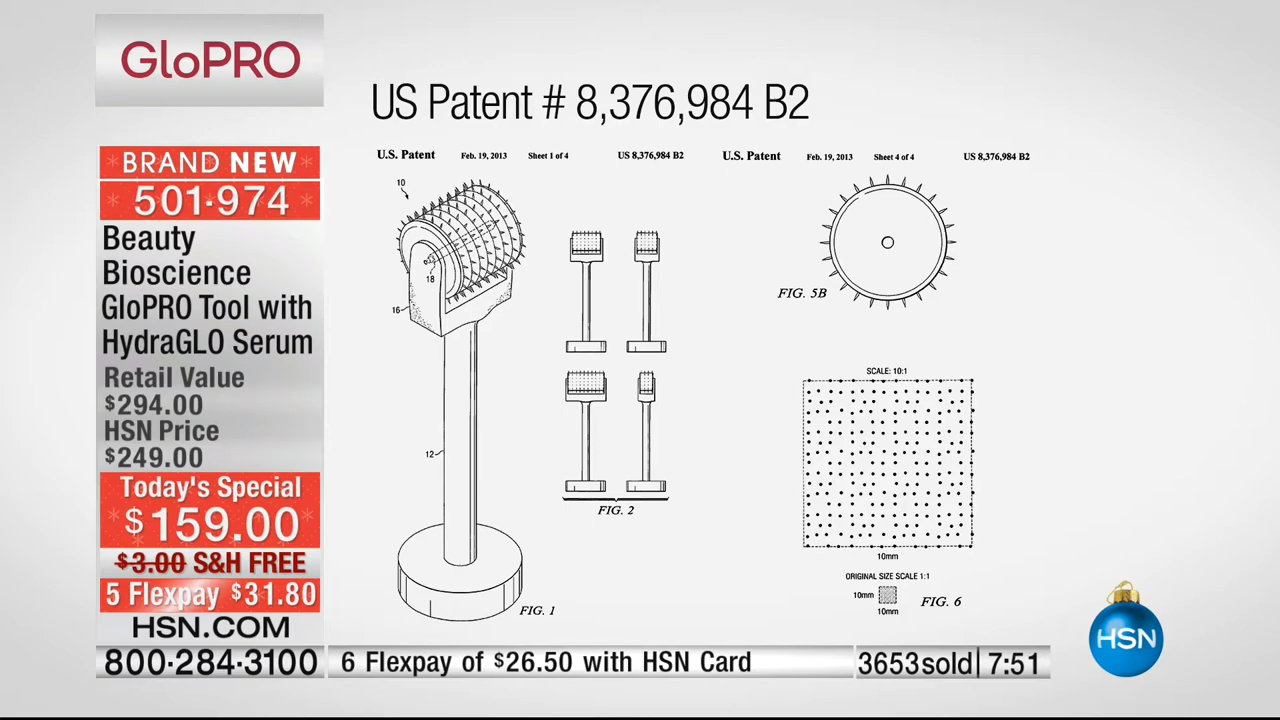 GloPRO
US Patent # 8,376,984 B2
BRAND NEW
501-974
Beauty
Bioscience
GloPRO Tool with
HydraGLO Serum
Retail Value
$294.00
HSN Price
$249.00
Today's Special
$159.00
$3.00 S&H FREE
5 Flexpay $31.80
HSN.COM
800-284-3100
U.S. Patent Feb. 19, 2013 Sheet 1 of 4 US 8,376,984 B2
10
18
16
12
FIG. 1
FIG. 2
U.S. Patent Feb. 19, 2013 Sheet 4 of 4 US 8,376,984 B2
FIG. 5B
SCALE: 10:1
10mm
ORIGINAL SIZE SCALE 1:1
10mm
10mm
FIG. 6
HSN
6 Flexpay of $26.50 with HSN Card
3653sold 7:51